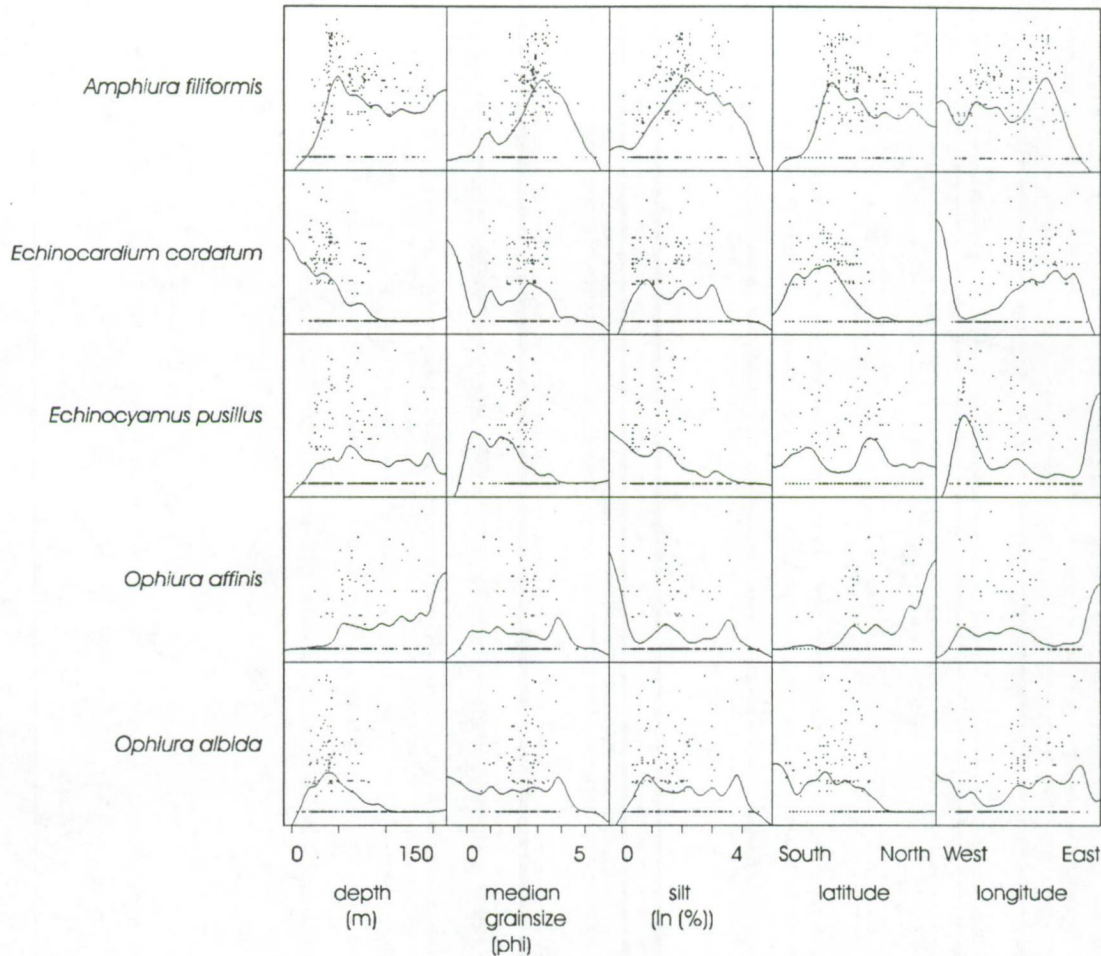 Amphiura filiformis
Echinocardium cordatum
Echinocyamus pusillus
Ophiura affinis
Ophiura albida
0 150 0 5 0 4 South North West East
depth median silt latitude longitude
(m) grainsize (ln (%))
(phi)